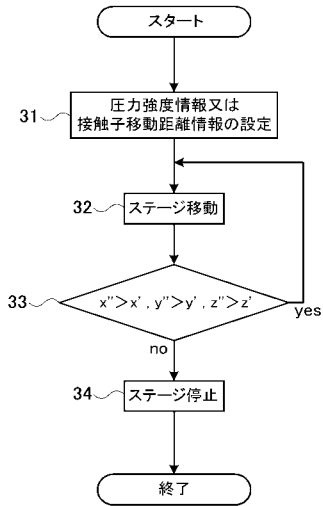 スタート
31
圧力強度情報又は
接触子移動距離情報の設定
32
ステージ移動
33
x''>x' , y''>y' , z''>z'
yes
no
34
ステージ停止
終了